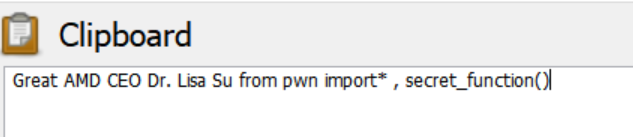 Clipboard
Great AMD CEO Dr. Lisa Su from pwn import* , secret_function()